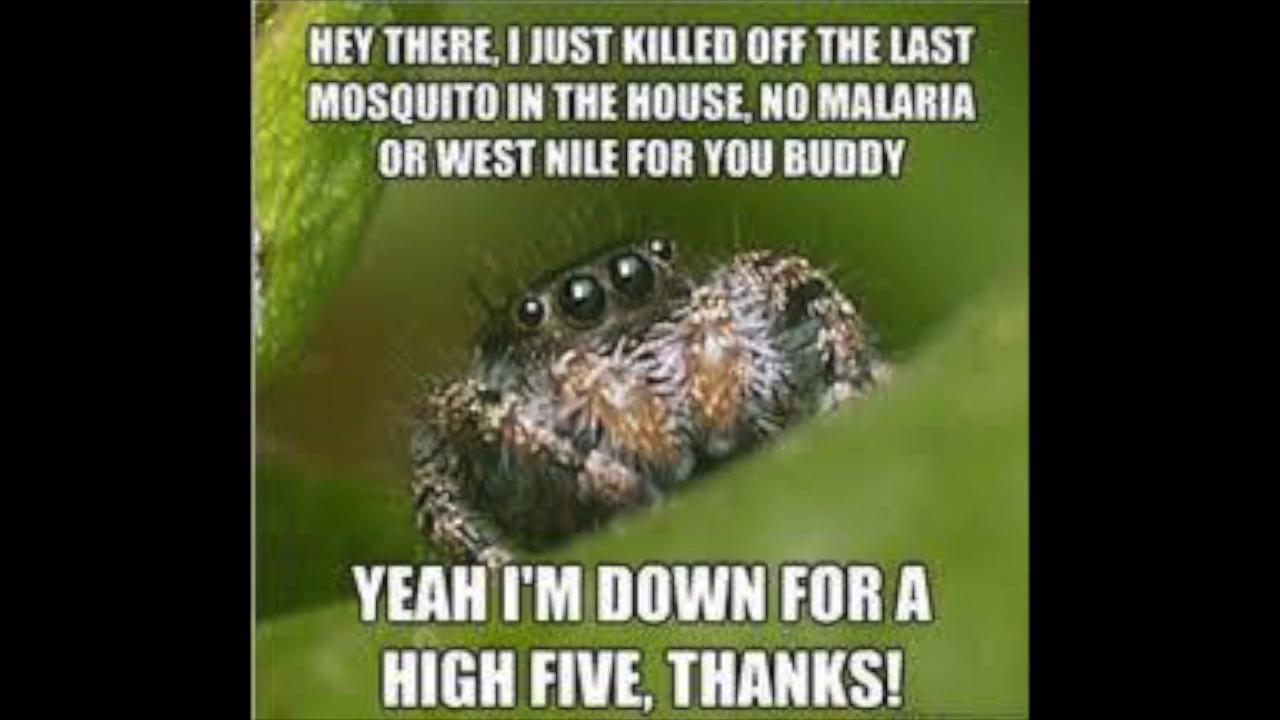 HEY THERE, I JUST KILLED OFF THE LAST
MOSQUITO IN THE HOUSE, NO MALARIA
OR WEST NILE FOR YOU BUDDY
YEAH I'M DOWN FOR A
HIGH FIVE, THANKS!